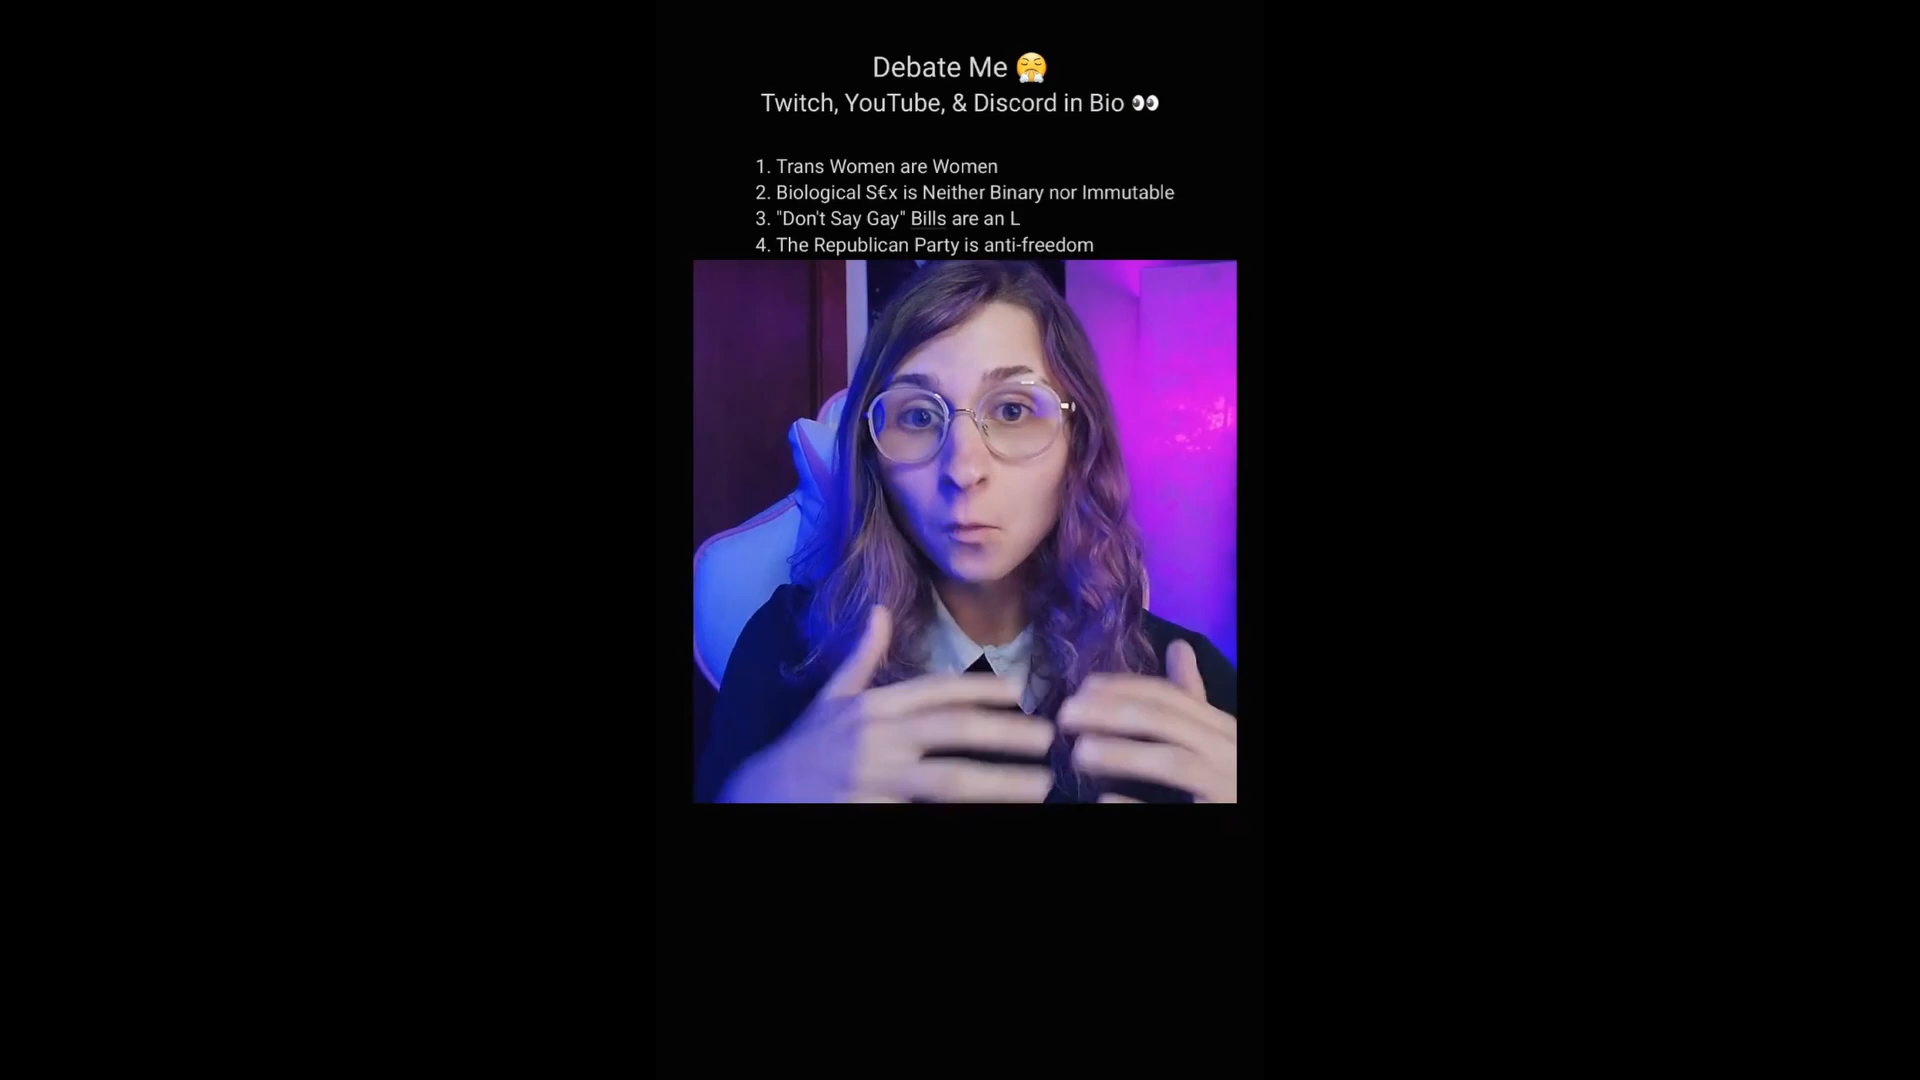 Debate Me 😤
Twitch, YouTube, & Discord in Bio 👀
1. Trans Women are Women
2. Biological S€x is Neither Binary nor Immutable
3. "Don't Say Gay" Bills are an L
4. The Republican Party is anti-freedom